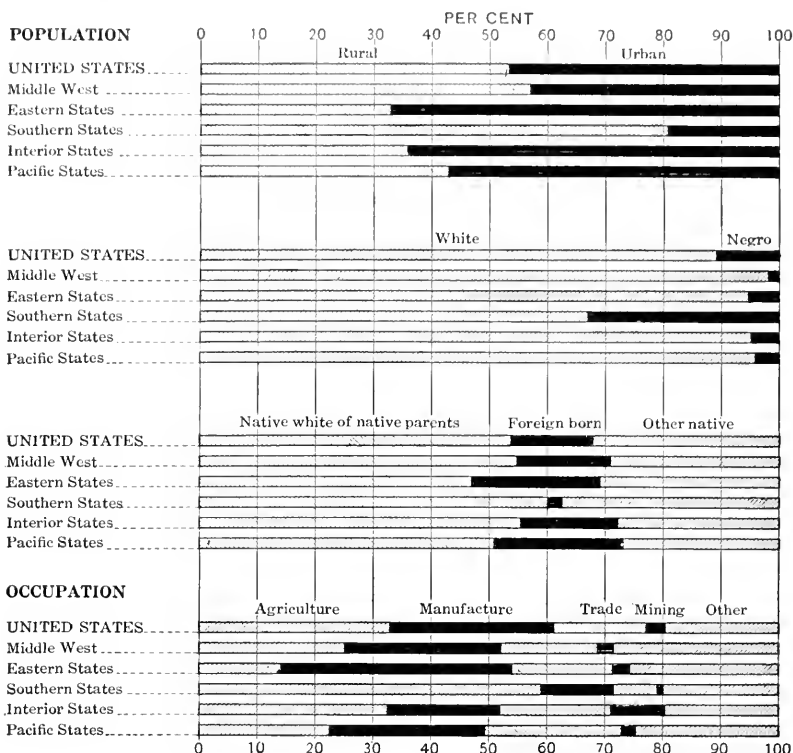 PER CENT
POPULATION 0 10 20 30 40 50 60 70 80 90 100
Rural Urban
UNITED STATES
Middle West
Eastern States
Southern States
Interior States
Pacific States
White Negro
UNITED STATES
Middle West
Eastern States
Southern States
Interior States
Pacific States
Native white of native parents Foreign born Other native
UNITED STATES
Middle West
Eastern States
Southern States
Interior States
Pacific States
OCCUPATION
Agriculture Manufacture Trade Mining Other
UNITED STATES
Middle West
Eastern States
Southern States
Interior States
Pacific States
0 10 20 30 40 50 60 70 80 90 100